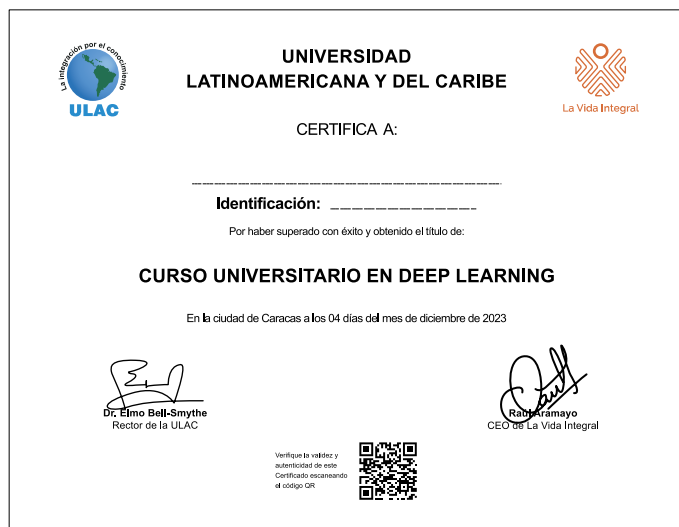 La integración por el conocimiento
ULAC
UNIVERSIDAD
LATINOAMERICANA Y DEL CARIBE
La Vida Integral
CERTIFICA A:
Identificación:
Por haber superado con éxito y obtenido el título de:
CURSO UNIVERSITARIO EN DEEP LEARNING
En la ciudad de Caracas a los 04 días del mes de diciembre de 2023
Dr. Elmo Bell-Smythe
Rector de la ULAC
Raúl Aramayo
CEO de La Vida Integral
Verifique la validez y
autenticidad de este
Certificado escaneando
el código QR